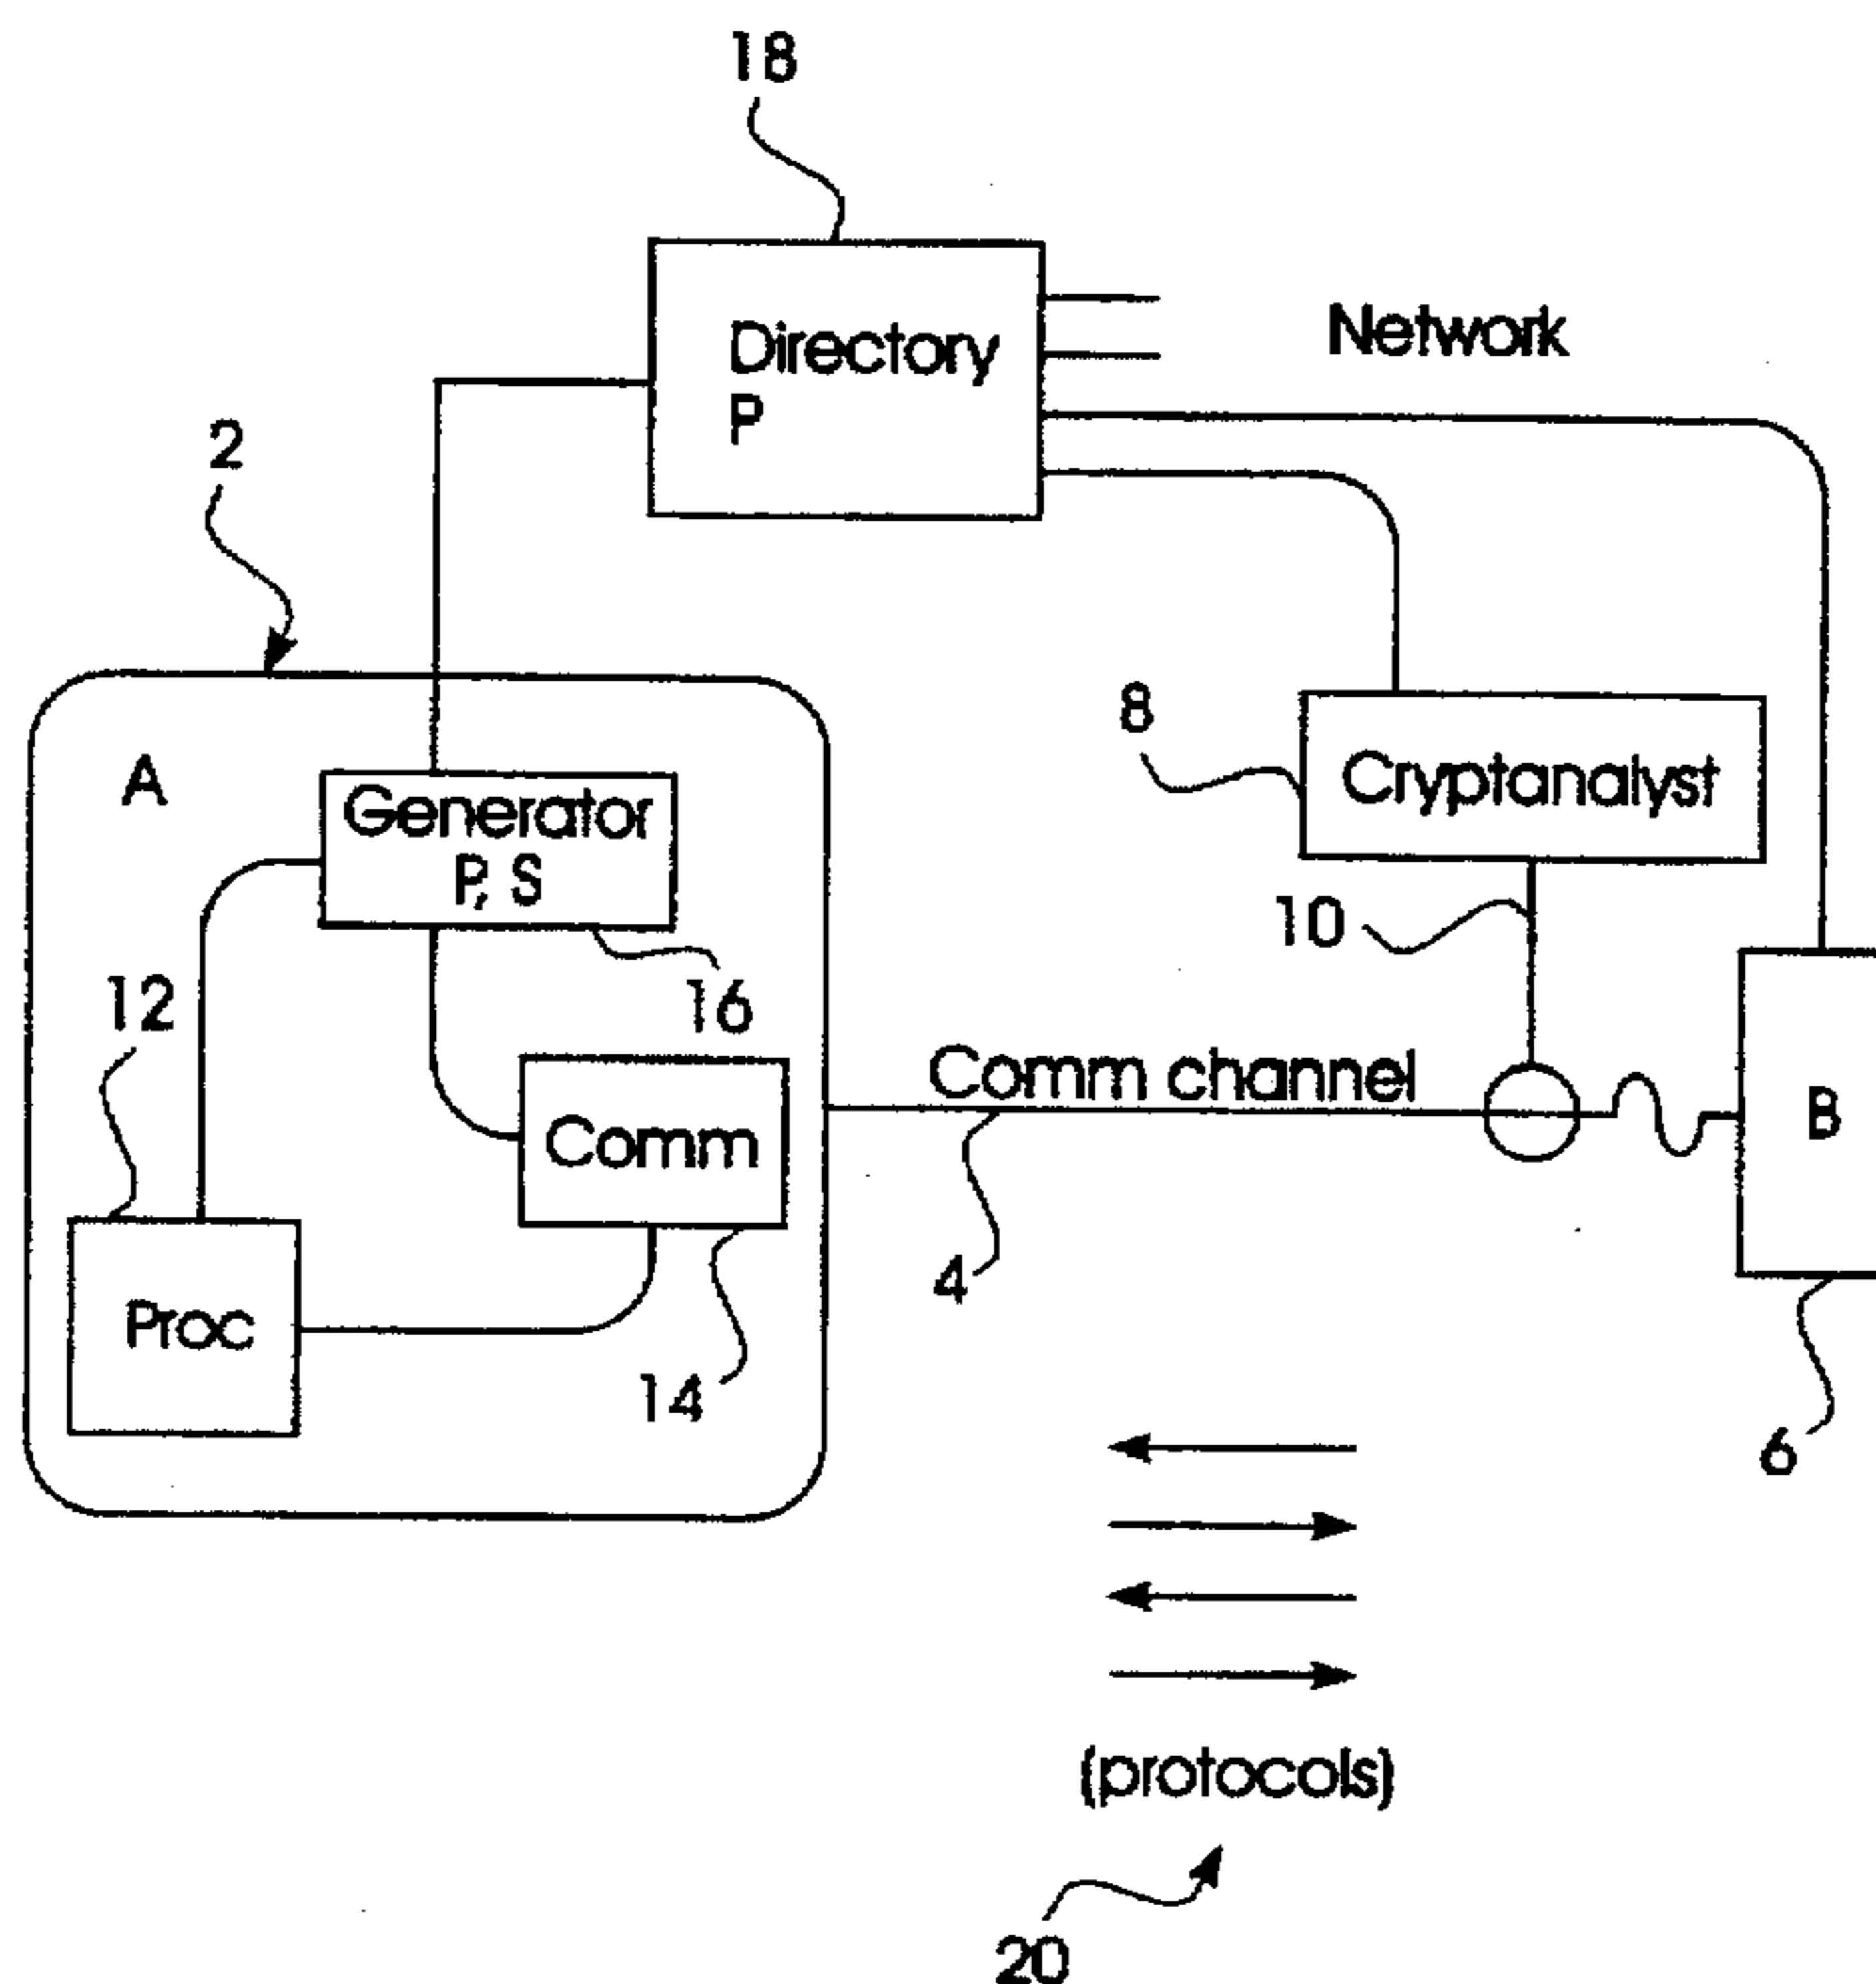 18
Directory
P
Network
2
A
Generator
P, S
8
Cryptanalyst
10
12
16
Comm channel
Comm
B
4
Proc
14
6
(protocols)
20